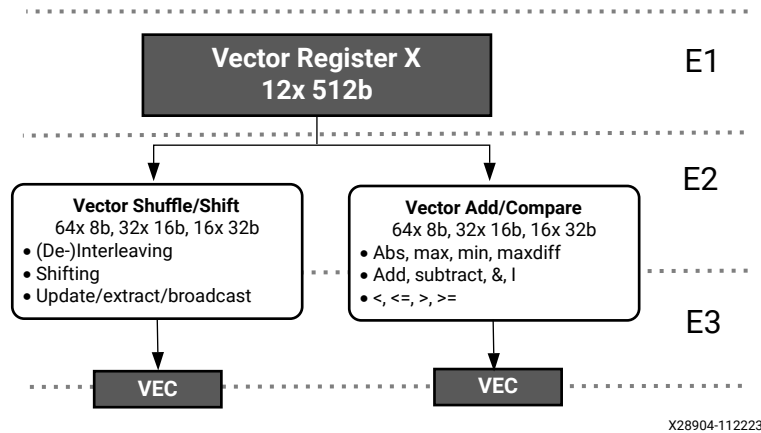 Vector Register X
12x 512b
E1
E2
Vector Shuffle/Shift
64x 8b, 32x 16b, 16x 32b
• (De-)Interleaving
• Shifting
• Update/extract/broadcast
Vector Add/Compare
64x 8b, 32x 16b, 16x 32b
• Abs, max, min, maxdiff
• Add, subtract, &, I
• <, <=, >, >=
E3
VEC
VEC
X28904-112223